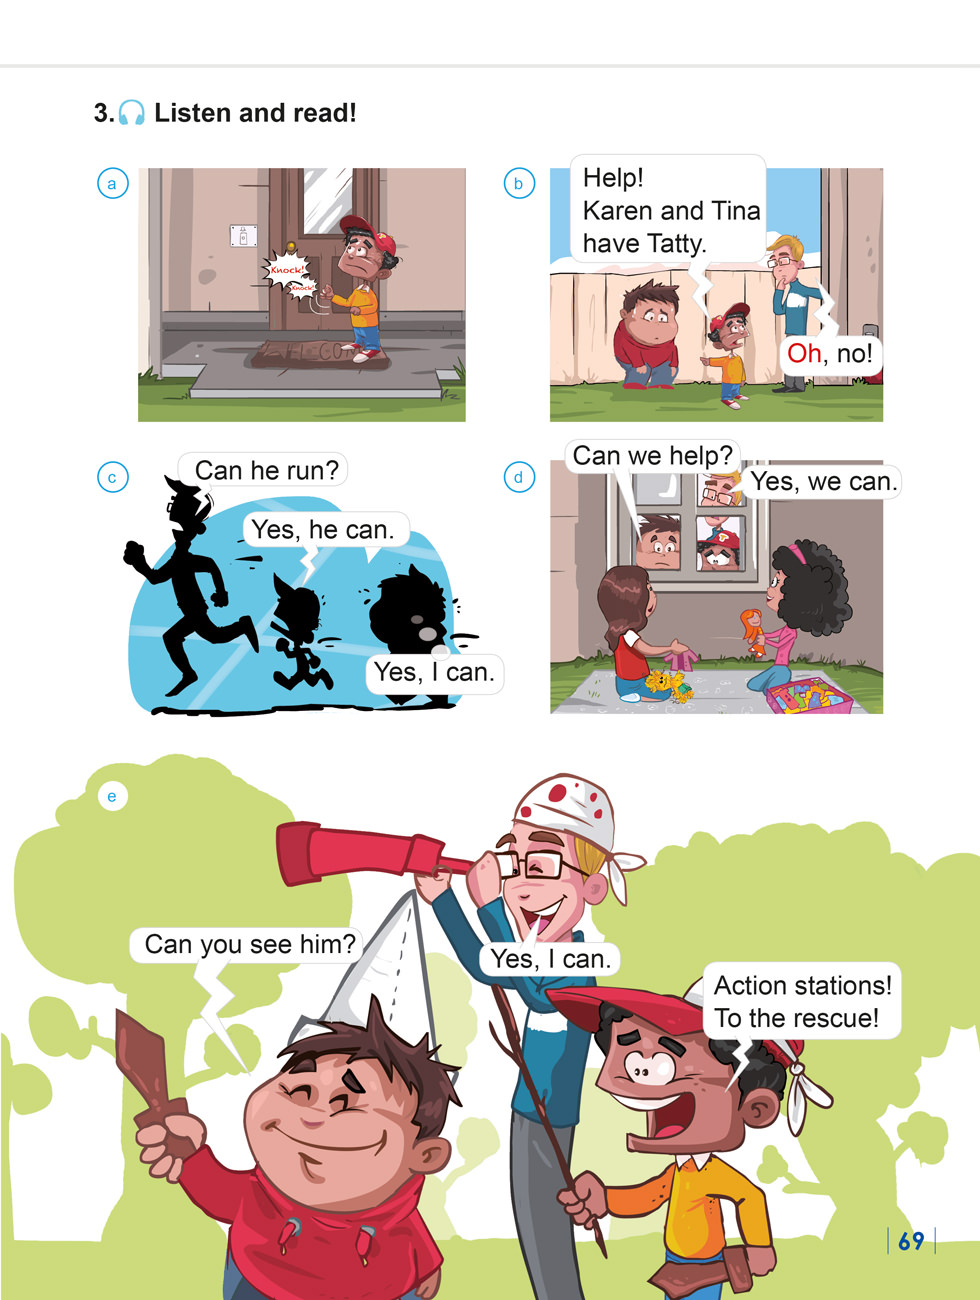 3. Listen and read!
a
Knock!
Knock!
b
Help!
Karen and Tina
have Tatty.
Oh, no!
c
Can he run?
Yes, he can.
Yes, I can.
d
Can we help?
Yes, we can.
e
Can you see him?
Yes, I can.
Action stations!
To the rescue!
69